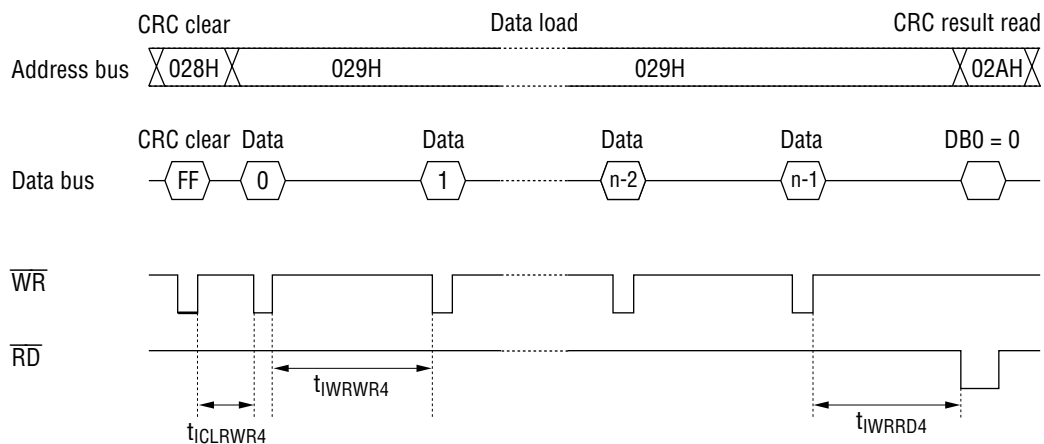 CRC clear Data load CRC result read
Address bus 028H 029H 029H 02AH
CRC clear Data Data Data Data DB0 = 0
Data bus FF 0 1 n-2 n-1
WR
RD
tIWRWR4
tICLRWR4 tIWRRD4